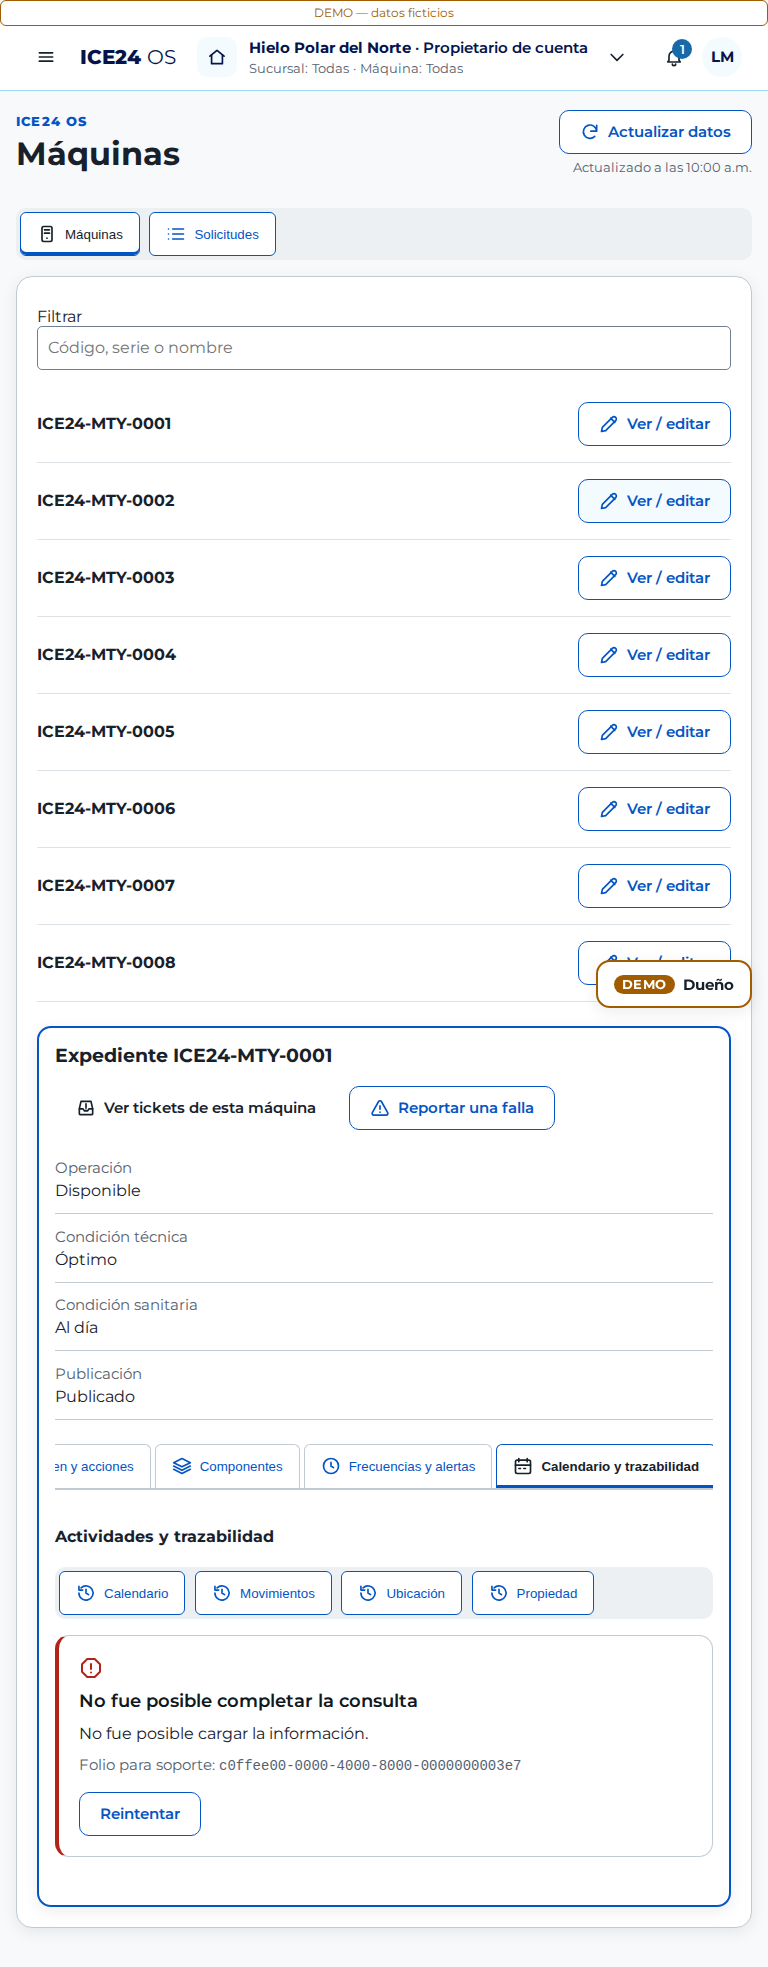 DEMO — datos ficticios
ICE24 OS
Hielo Polar del Norte · Propietario de cuenta
Sucursal: Todas · Máquina: Todas
1
LM
ICE24 OS
Máquinas
Actualizar datos
Actualizado a las 10:00 a.m.
Máquinas
Solicitudes
Filtrar
Código, serie o nombre
ICE24-MTY-0001
Ver / editar
ICE24-MTY-0002
Ver / editar
ICE24-MTY-0003
Ver / editar
ICE24-MTY-0004
Ver / editar
ICE24-MTY-0005
Ver / editar
ICE24-MTY-0006
Ver / editar
ICE24-MTY-0007
Ver / editar
ICE24-MTY-0008
DEMO Dueño
Expediente ICE24-MTY-0001
Ver tickets de esta máquina
Reportar una falla
Operación
Disponible
Condición técnica
Óptimo
Condición sanitaria
Al día
Publicación
Publicado
en y acciones
Componentes
Frecuencias y alertas
Calendario y trazabilidad
Actividades y trazabilidad
Calendario
Movimientos
Ubicación
Propiedad
No fue posible completar la consulta
No fue posible cargar la información.
Folio para soporte: c0ffee00-0000-4000-8000-0000000003e7
Reintentar